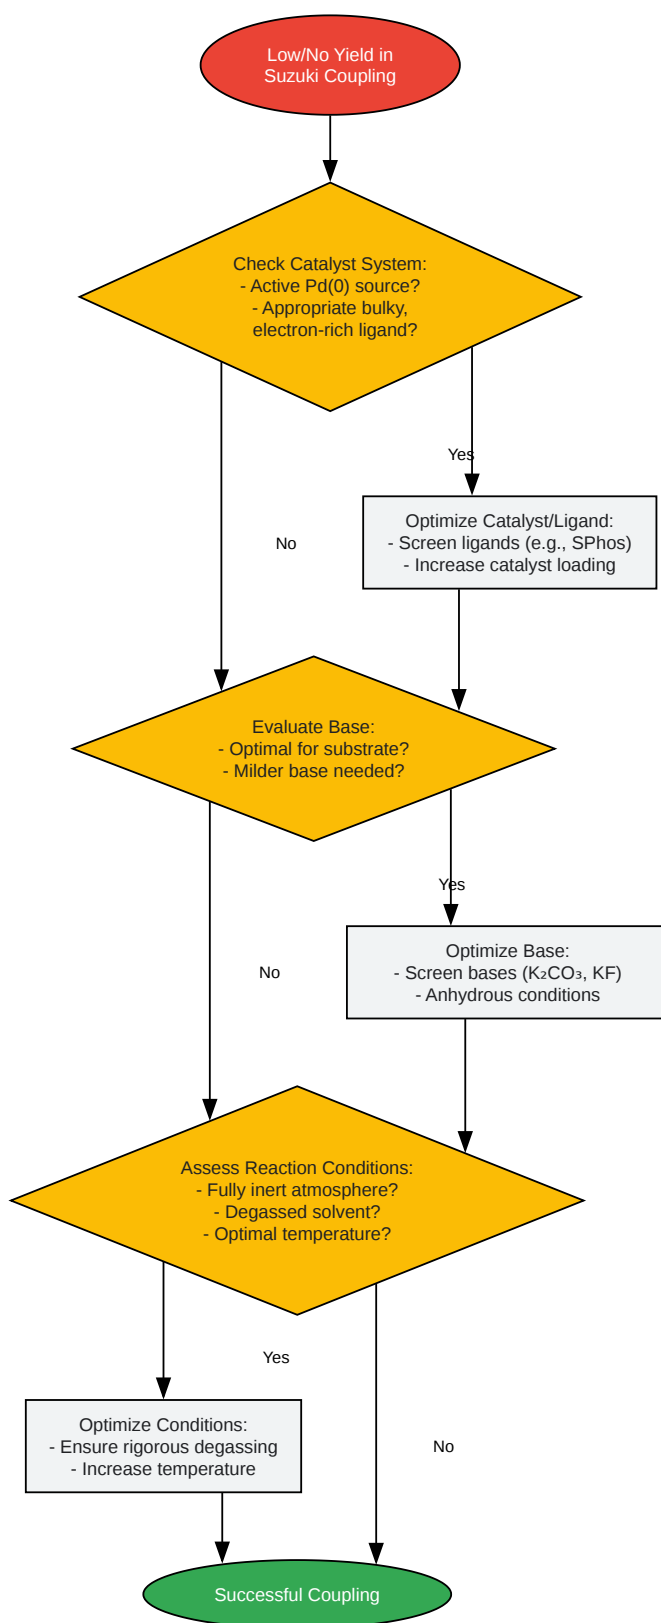 Low/No Yield in
Suzuki Coupling
Check Catalyst System:
- Active Pd(0) source?
- Appropriate bulky,
electron-rich ligand?
Yes
Optimize Catalyst/Ligand:
- Screen ligands (e.g., SPhos)
- Increase catalyst loading
No
Evaluate Base:
- Optimal for substrate?
- Milder base needed?
Yes
Optimize Base:
- Screen bases (K₂CO₃, KF)
- Anhydrous conditions
No
Assess Reaction Conditions:
- Fully inert atmosphere?
- Degassed solvent?
- Optimal temperature?
Yes
Optimize Conditions:
- Ensure rigorous degassing
- Increase temperature
No
Successful Coupling